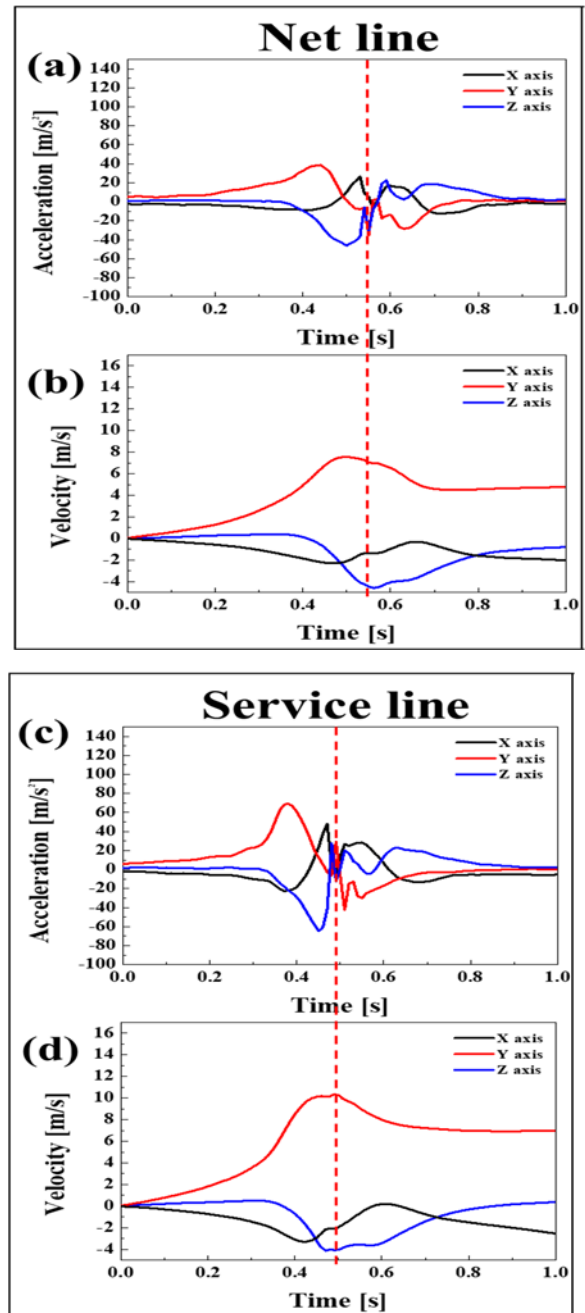 Net line
(a)
140
120
100
80
60
40
20
0
-20
-40
-60
-80
-100
Acceleration [m/s²]
X axis
Y axis
Z axis
0.0 0.2 0.4 0.6 0.8 1.0
Time [s]
(b)
16
14
12
10
8
6
4
2
0
-2
-4
Velocity [m/s]
X axis
Y axis
Z axis
0.0 0.2 0.4 0.6 0.8 1.0
Time [s]
Service line
(c)
140
120
100
80
60
40
20
0
-20
-40
-60
-80
-100
Acceleration [m/s²]
X axis
Y axis
Z axis
0.0 0.2 0.4 0.6 0.8 1.0
Time [s]
(d)
16
14
12
10
8
6
4
2
0
-2
-4
Velocity [m/s]
X axis
Y axis
Z axis
0.0 0.2 0.4 0.6 0.8 1.0
Time [s]